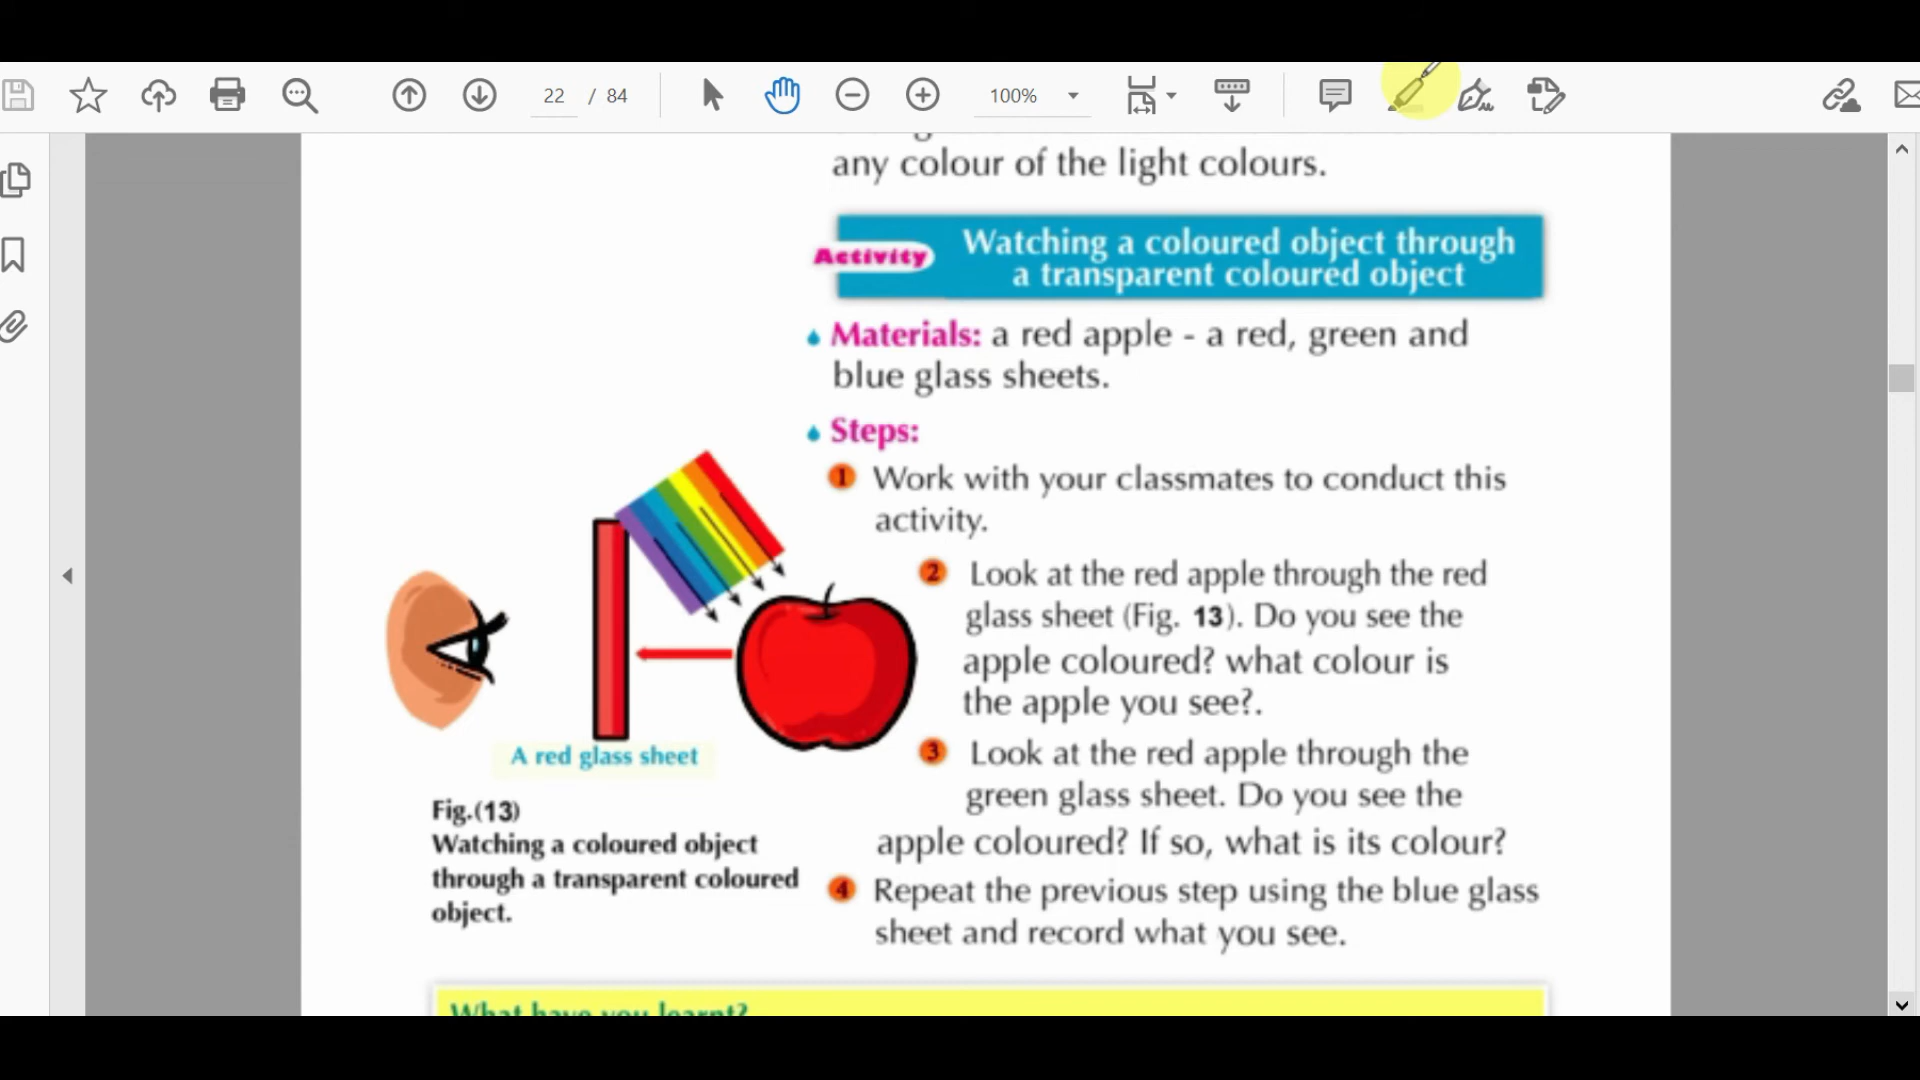 22 / 84
100%
any colour of the light colours.
Activity
Watching a coloured object through
a transparent coloured object
Materials: a red apple - a red, green and
blue glass sheets.
Steps:
1 Work with your classmates to conduct this
activity.
2 Look at the red apple through the red
glass sheet (Fig. 13). Do you see the
apple coloured? what colour is
the apple you see?.
3 Look at the red apple through the
green glass sheet. Do you see the
apple coloured? If so, what is its colour?
4 Repeat the previous step using the blue glass
sheet and record what you see.
A red glass sheet
Fig.(13)
Watching a coloured object
through a transparent coloured
object.
What have you learnt?